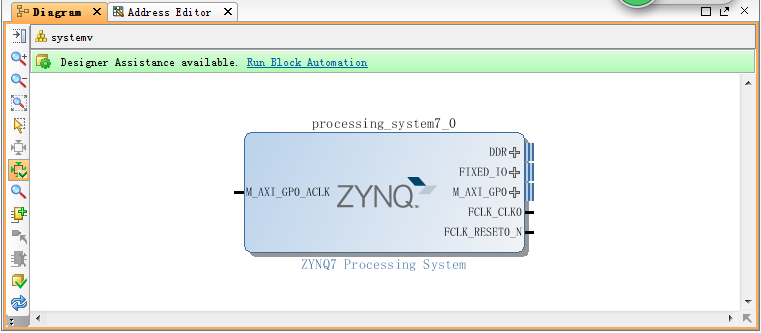 Diagram
Address Editor
systemv
Designer Assistance available. Run Block Automation
processing_system7_0
DDR
FIXED_IO
M_AXI_GP0_ACLK
ZYNQ
M_AXI_GP0
FCLK_CLK0
FCLK_RESET0_N
ZYNQ7 Processing System